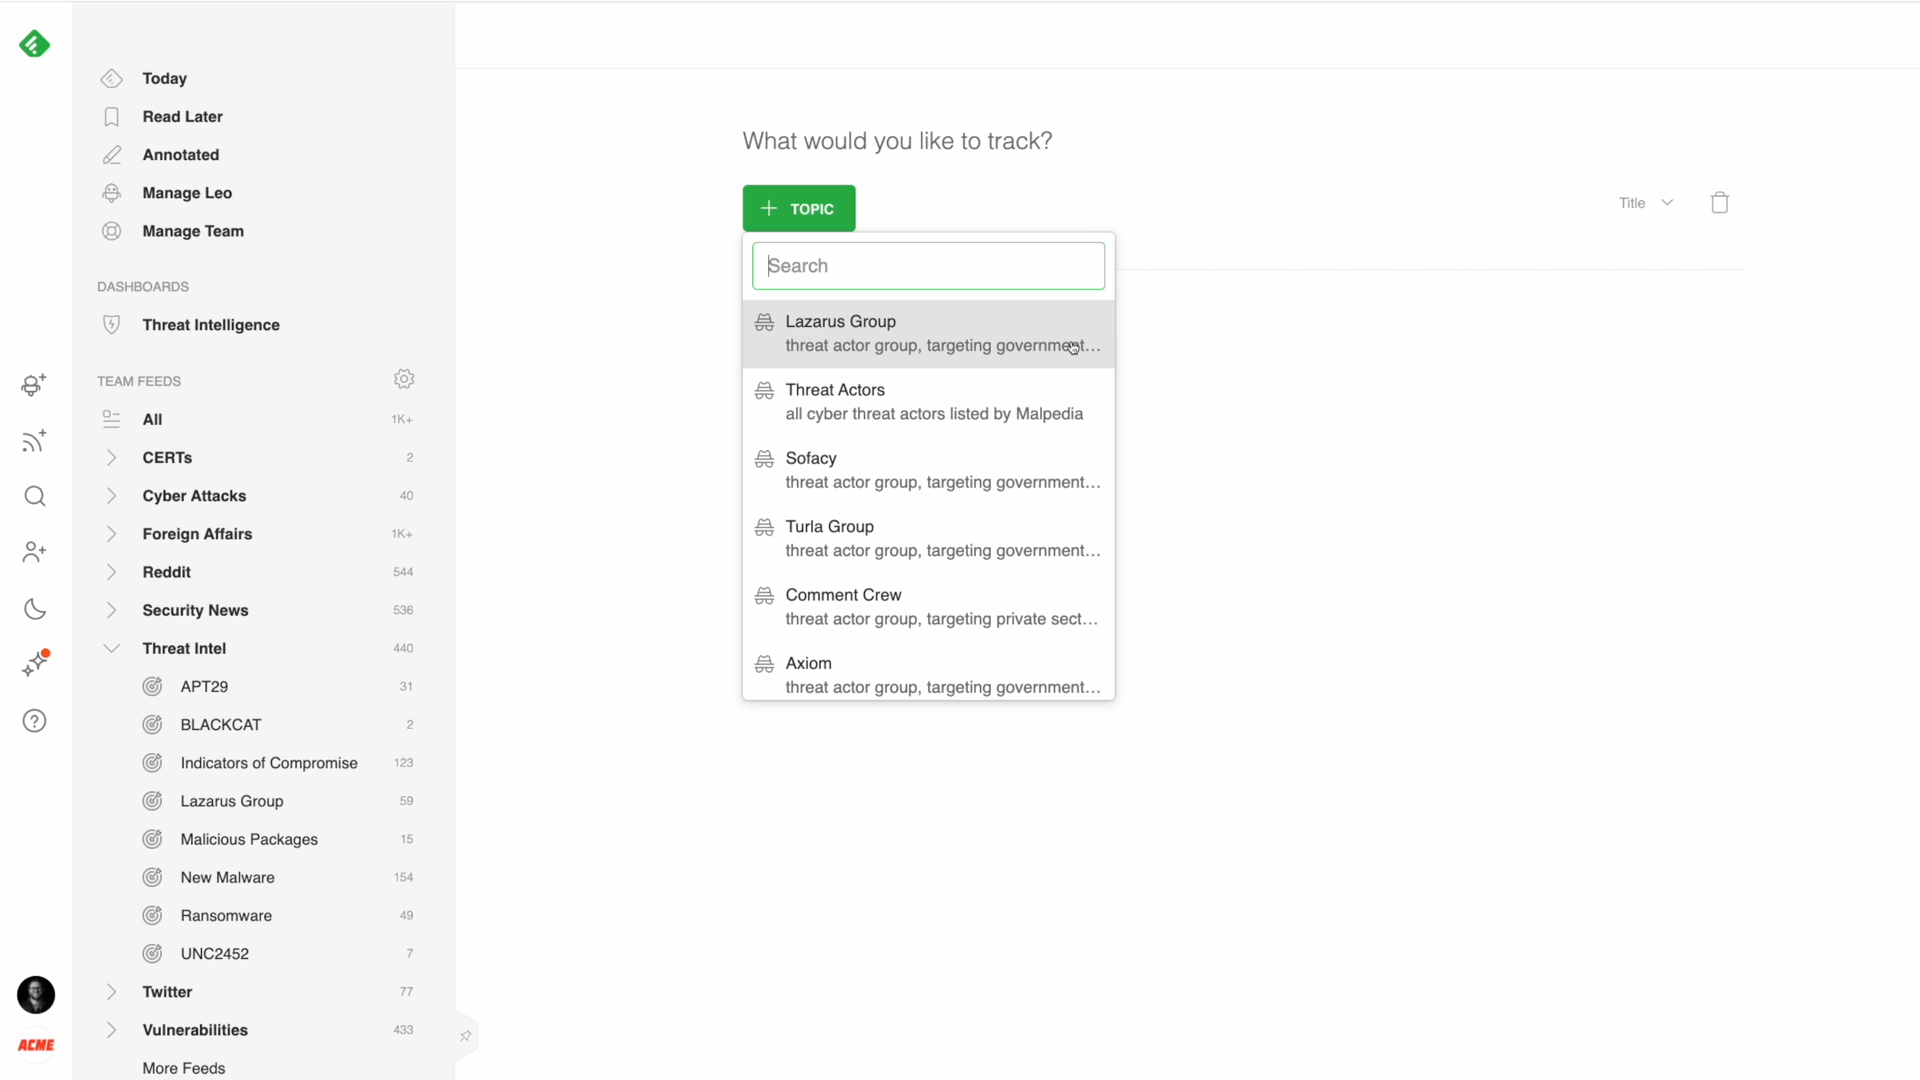 Today
Read Later
Annotated
Manage Leo
Manage Team
DASHBOARDS
Threat Intelligence
TEAM FEEDS
All 1K+
CERTs 2
Cyber Attacks 40
Foreign Affairs 1K+
Reddit 544
Security News 536
Threat Intel 440
APT29 31
BLACKCAT 2
Indicators of Compromise 123
Lazarus Group 59
Malicious Packages 15
New Malware 154
Ransomware 49
UNC2452 7
Twitter 77
Vulnerabilities 433
More Feeds
ACME
What would you like to track?
+ TOPIC
Title
Search
Lazarus Group
threat actor group, targeting government...
Threat Actors
all cyber threat actors listed by Malpedia
Sofacy
threat actor group, targeting government...
Turla Group
threat actor group, targeting government...
Comment Crew
threat actor group, targeting private sect...
Axiom
threat actor group, targeting government...